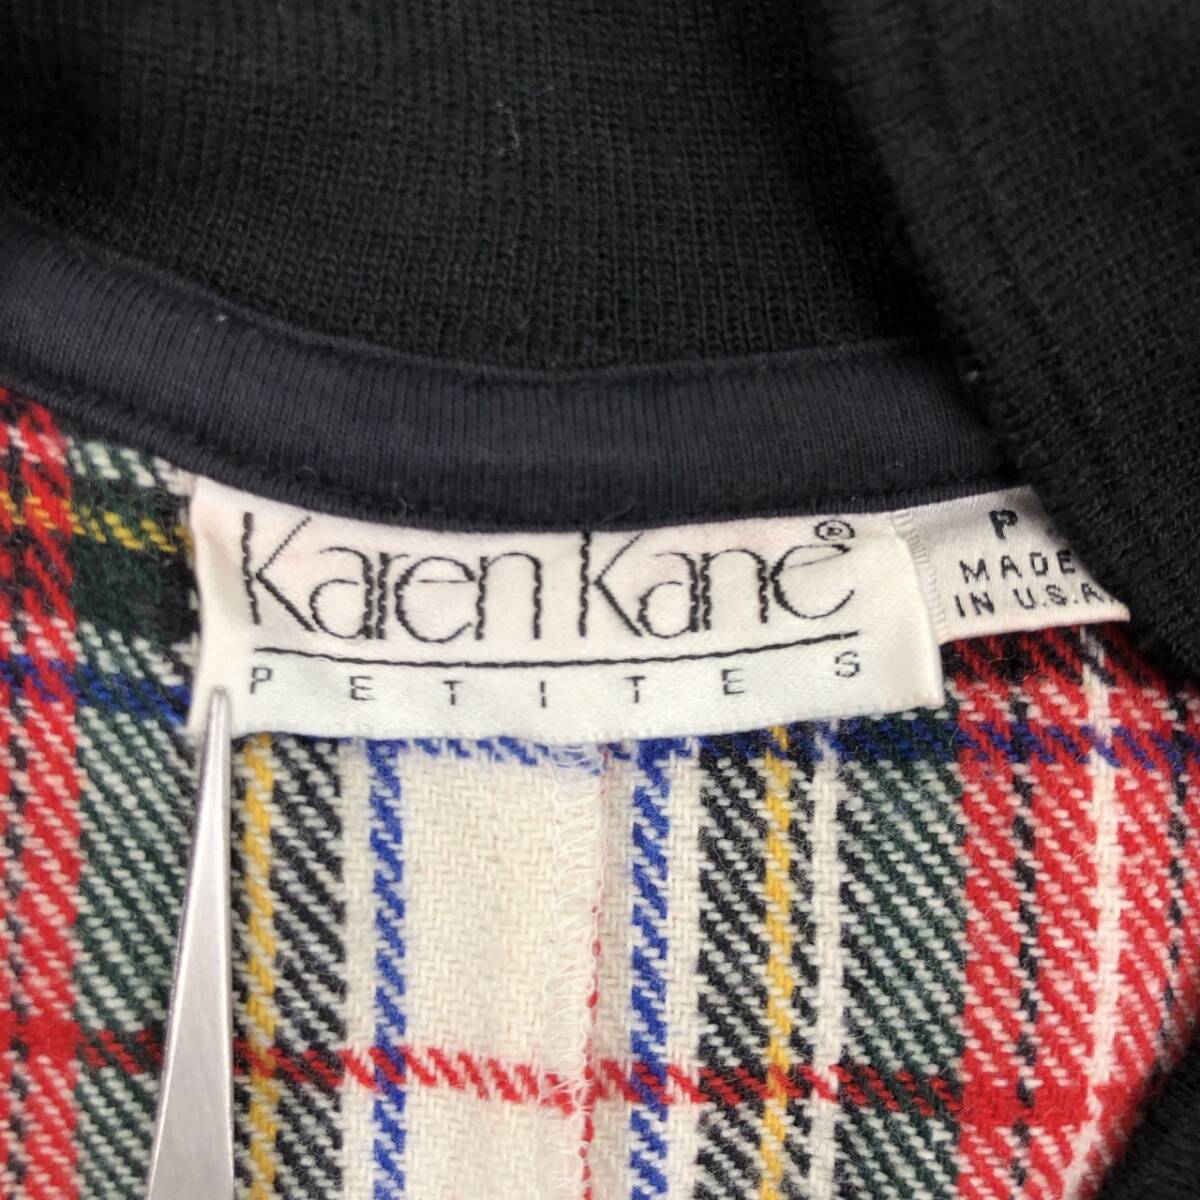 Karen Kane®
PETITES
P
MADE
IN U.S.A.